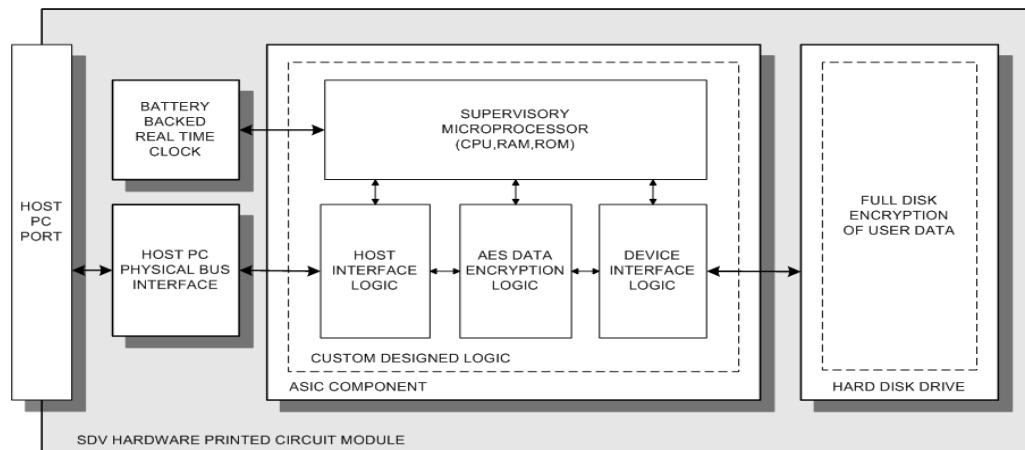 HOST
PC
PORT
BATTERY
BACKED
REAL TIME
CLOCK
HOST PC
PHYSICAL BUS
INTERFACE
SUPERVISORY
MICROPROCESSOR
(CPU,RAM,ROM)
HOST
INTERFACE
LOGIC
AES DATA
ENCRYPTION
LOGIC
DEVICE
INTERFACE
LOGIC
CUSTOM DESIGNED LOGIC
ASIC COMPONENT
FULL DISK
ENCRYPTION
OF USER DATA
HARD DISK DRIVE
SDV HARDWARE PRINTED CIRCUIT MODULE